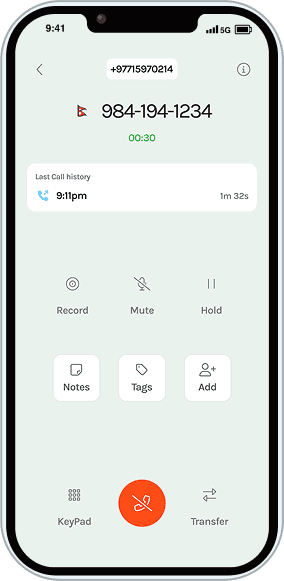 9:41
5G
+97715970214
984-194-1234
00:30
Last Call history
9:11pm 1m 32s
Record Mute Hold
Notes Tags Add
KeyPad Transfer